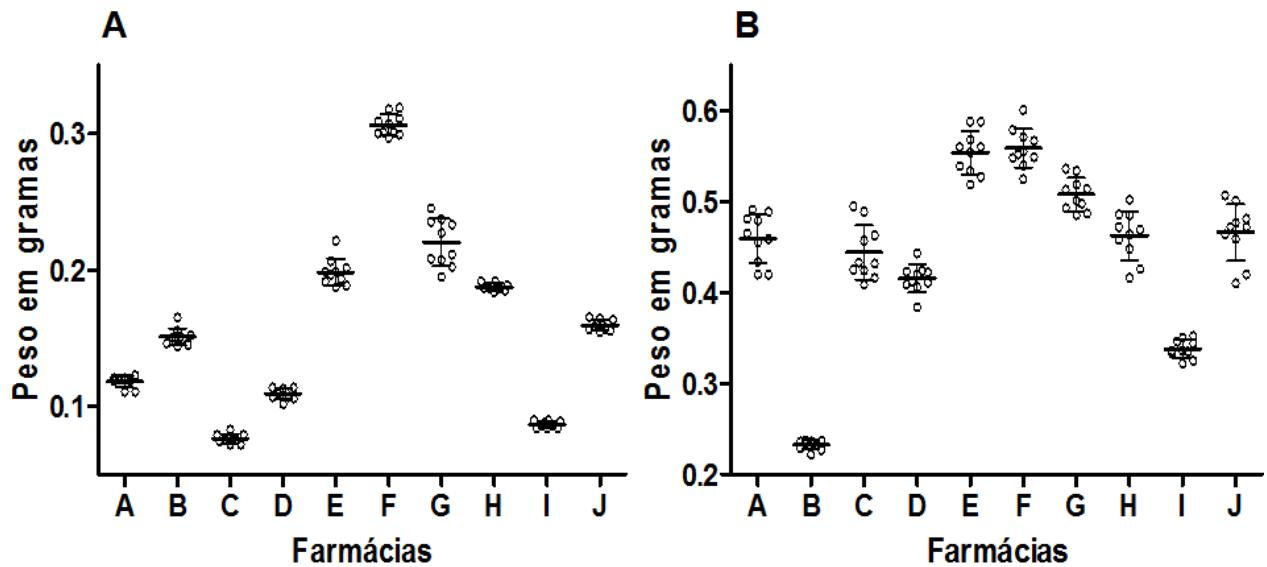 A
Peso em gramas
0.3
0.2
0.1
A B C D E F G H I J
Farmácias
B
Peso em gramas
0.6
0.5
0.4
0.3
0.2
A B C D E F G H I J
Farmácias